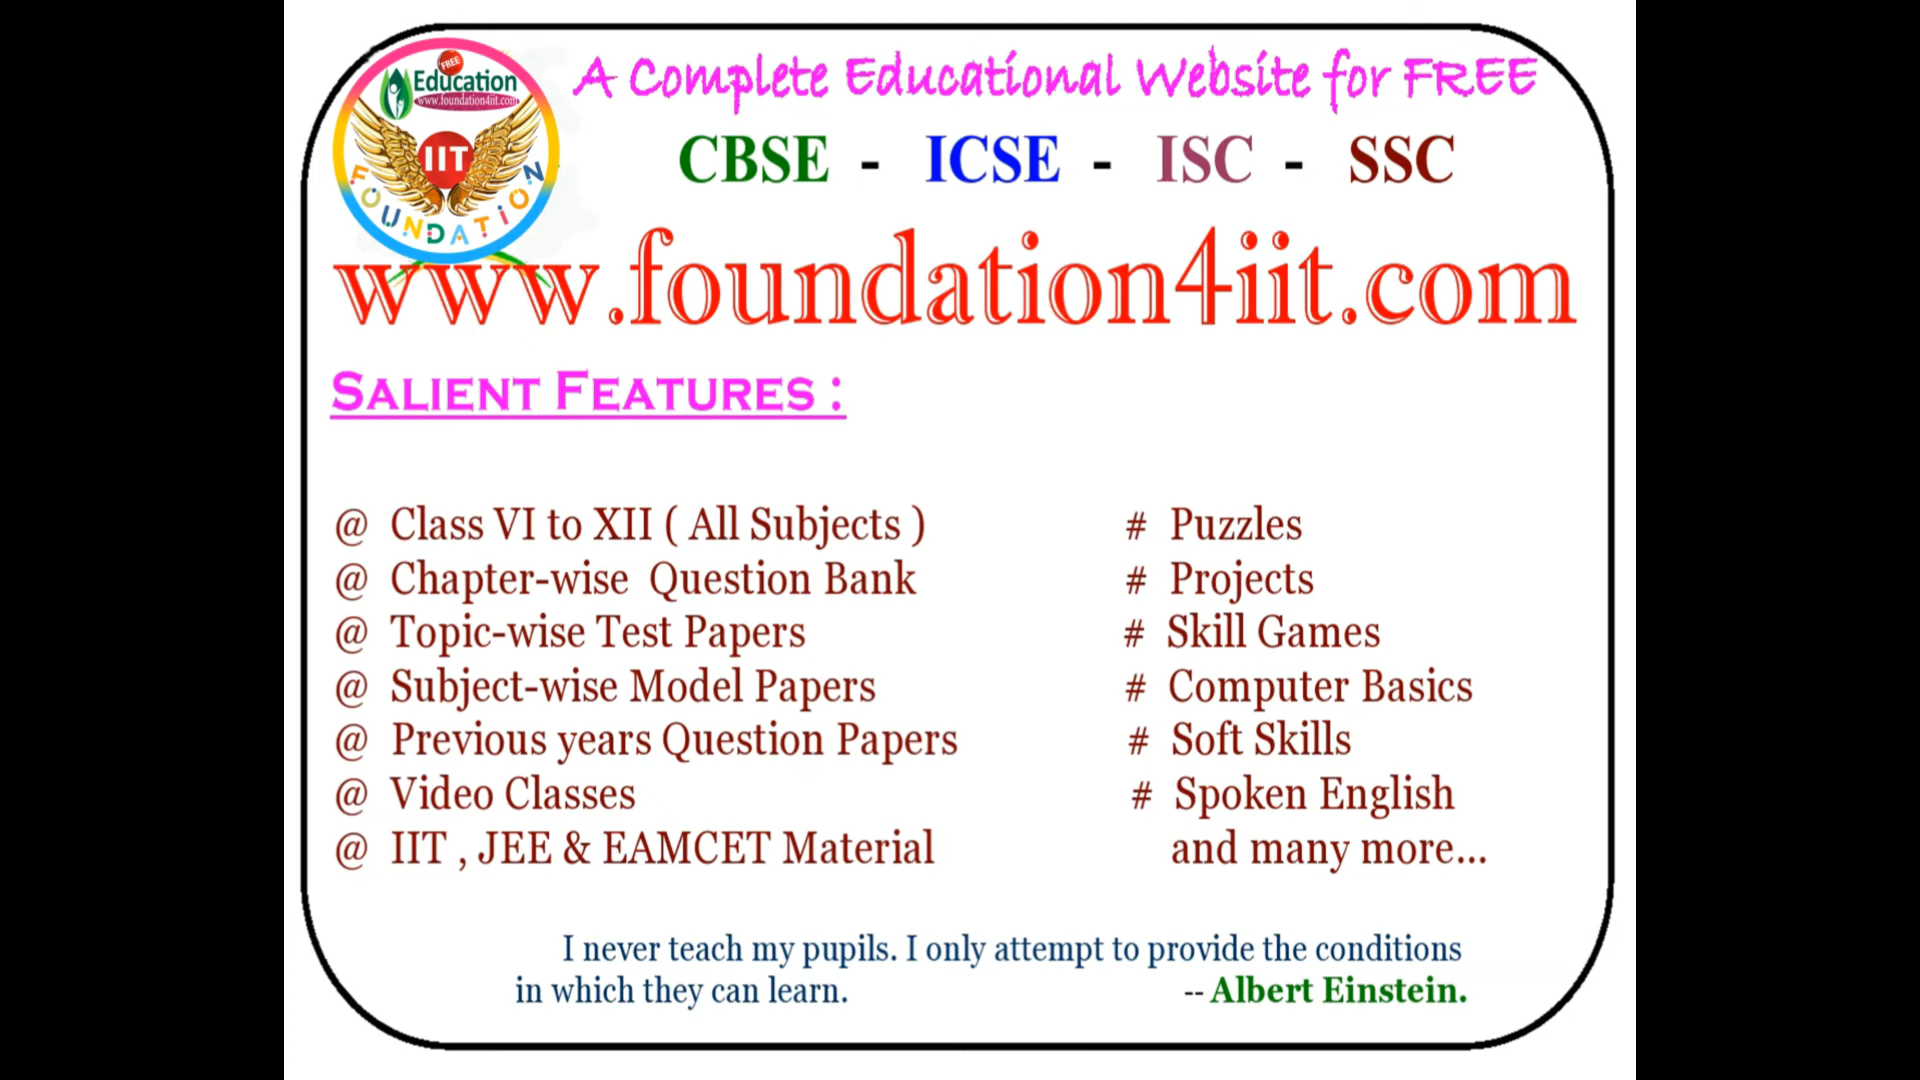 FREE
Education
www.foundation4iit.com
IIT
FOUNDATION
A Complete Educational Website for FREE
CBSE - ICSE - ISC - SSC
www.foundation4iit.com
SALIENT FEATURES :
@ Class VI to XII ( All Subjects )
@ Chapter-wise Question Bank
@ Topic-wise Test Papers
@ Subject-wise Model Papers
@ Previous years Question Papers
@ Video Classes
@ IIT , JEE & EAMCET Material
# Puzzles
# Projects
# Skill Games
# Computer Basics
# Soft Skills
# Spoken English
and many more...
I never teach my pupils. I only attempt to provide the conditions
in which they can learn. -- Albert Einstein.